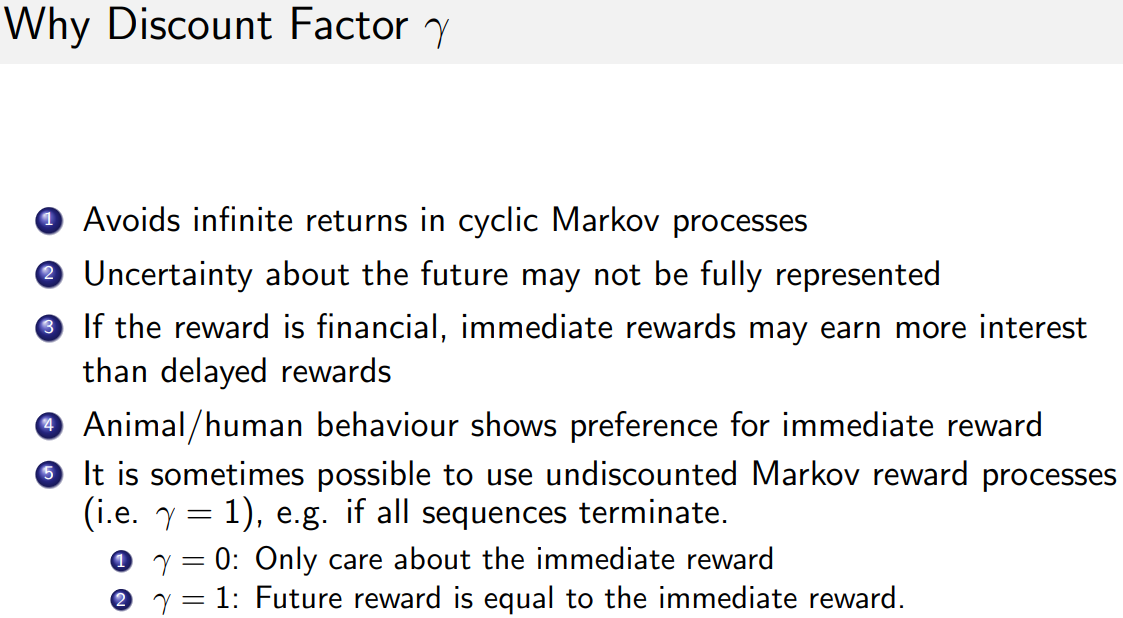 Why Discount Factor γ
1 Avoids infinite returns in cyclic Markov processes
2 Uncertainty about the future may not be fully represented
3 If the reward is financial, immediate rewards may earn more interest
than delayed rewards
4 Animal/human behaviour shows preference for immediate reward
5 It is sometimes possible to use undiscounted Markov reward processes
(i.e. γ = 1), e.g. if all sequences terminate.
1 γ = 0: Only care about the immediate reward
2 γ = 1: Future reward is equal to the immediate reward.